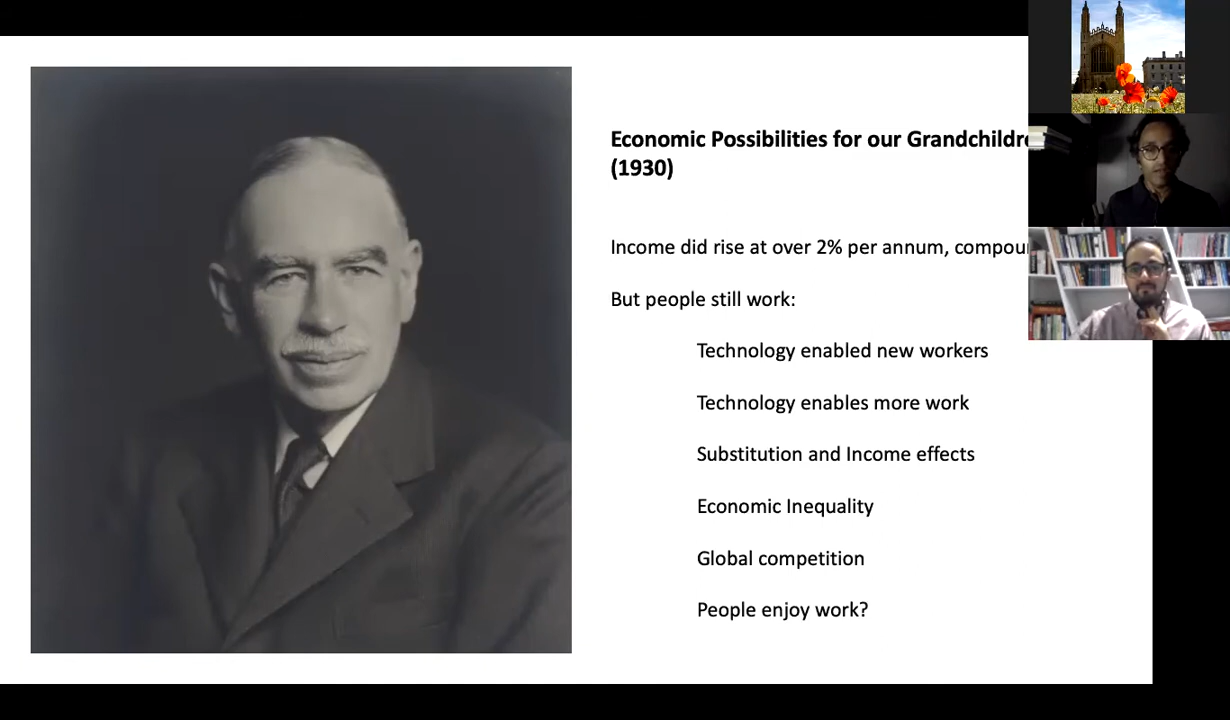 Economic Possibilities for our Grandchildre
(1930)
Income did rise at over 2% per annum, compou
But people still work:
Technology enabled new workers
Technology enables more work
Substitution and Income effects
Economic Inequality
Global competition
People enjoy work?